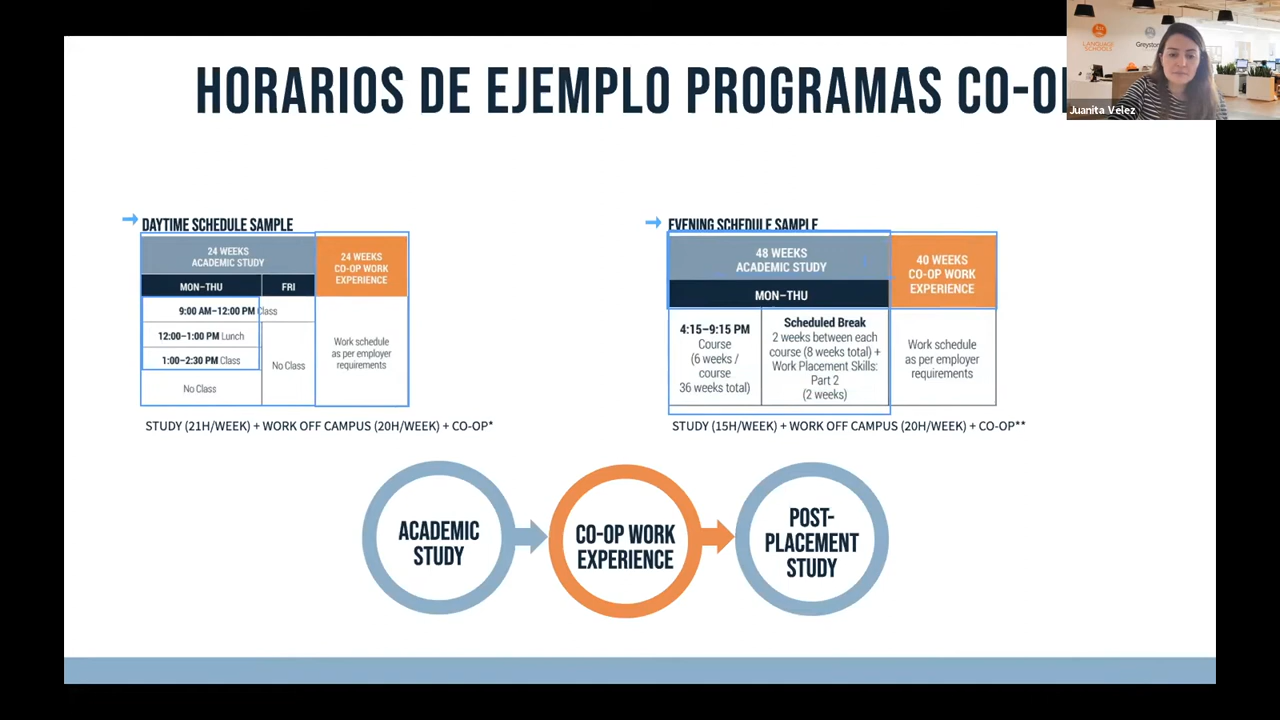 HORARIOS DE EJEMPLO PROGRAMAS CO-O
LANGUAGE
SCHOOLS
Juanita Velez
DAYTIME SCHEDULE SAMPLE
24 WEEKS
ACADEMIC STUDY
24 WEEKS
CO-OP WORK
EXPERIENCE
MON-THU
FRI
9:00 AM-12:00 PM Class
12:00-1:00 PM Lunch
1:00-2:30 PM Class
No Class
No Class
Work schedule
as per employer
requirements
STUDY (21H/WEEK) + WORK OFF CAMPUS (20H/WEEK) + CO-OP*
EVENING SCHEDULE SAMPLE
48 WEEKS
ACADEMIC STUDY
40 WEEKS
CO-OP WORK
EXPERIENCE
MON-THU
4:15-9:15 PM
Course
(6 weeks /
course
36 weeks total)
Scheduled Break
2 weeks between each
course (8 weeks total) +
Work Placement Skills:
Part 2
(2 weeks)
Work schedule
as per employer
requirements
STUDY (15H/WEEK) + WORK OFF CAMPUS (20H/WEEK) + CO-OP**
ACADEMIC
STUDY
CO-OP WORK
EXPERIENCE
POST-
PLACEMENT
STUDY